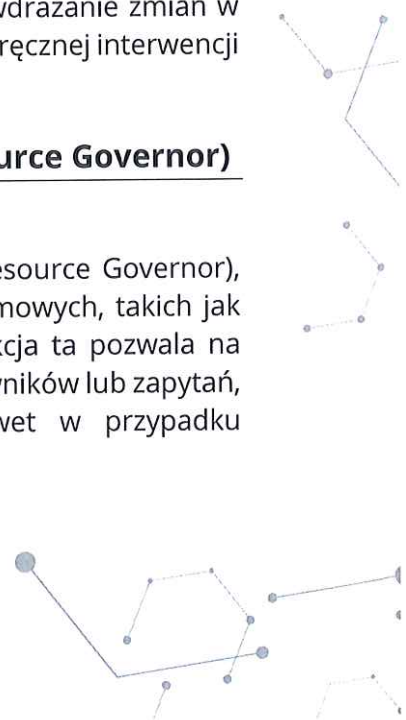 wdrażanie zmian w
ręcznej interwencji
urce Governor)
esource Governor),
mowych, takich jak
kcja ta pozwala na
wników lub zapytań,
wet w przypadku